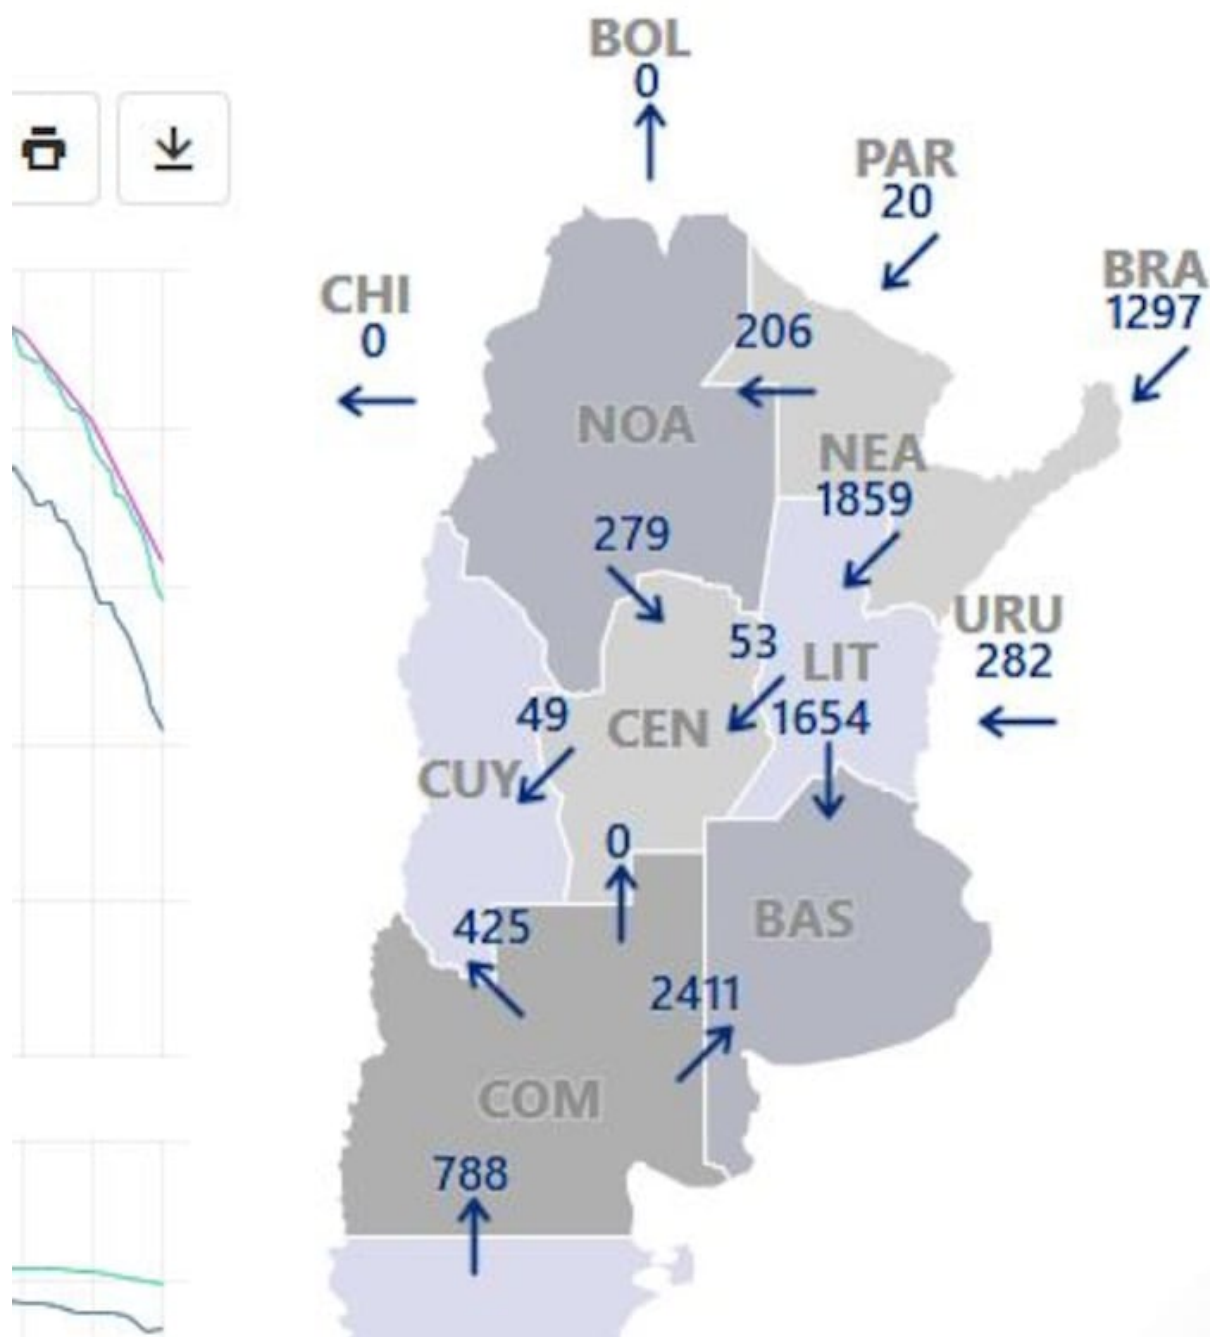 BOL
0
PAR
20
BRA
1297
CHI
0
206
NOA
NEA
1859
279
URU
282
53
LIT
1654
49
CEN
CUY
0
425
BAS
2411
COM
788